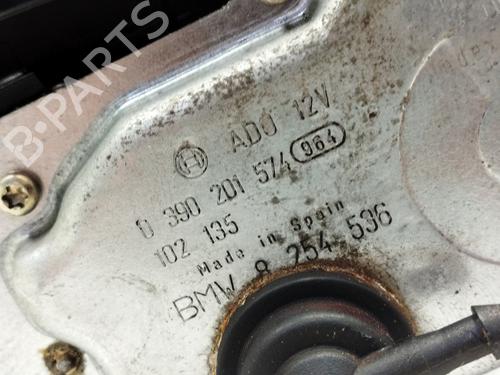 B-PARTS
ADO 12V
0 390 201 574 964
102 135
Made in Spain
BMW 8 254 536